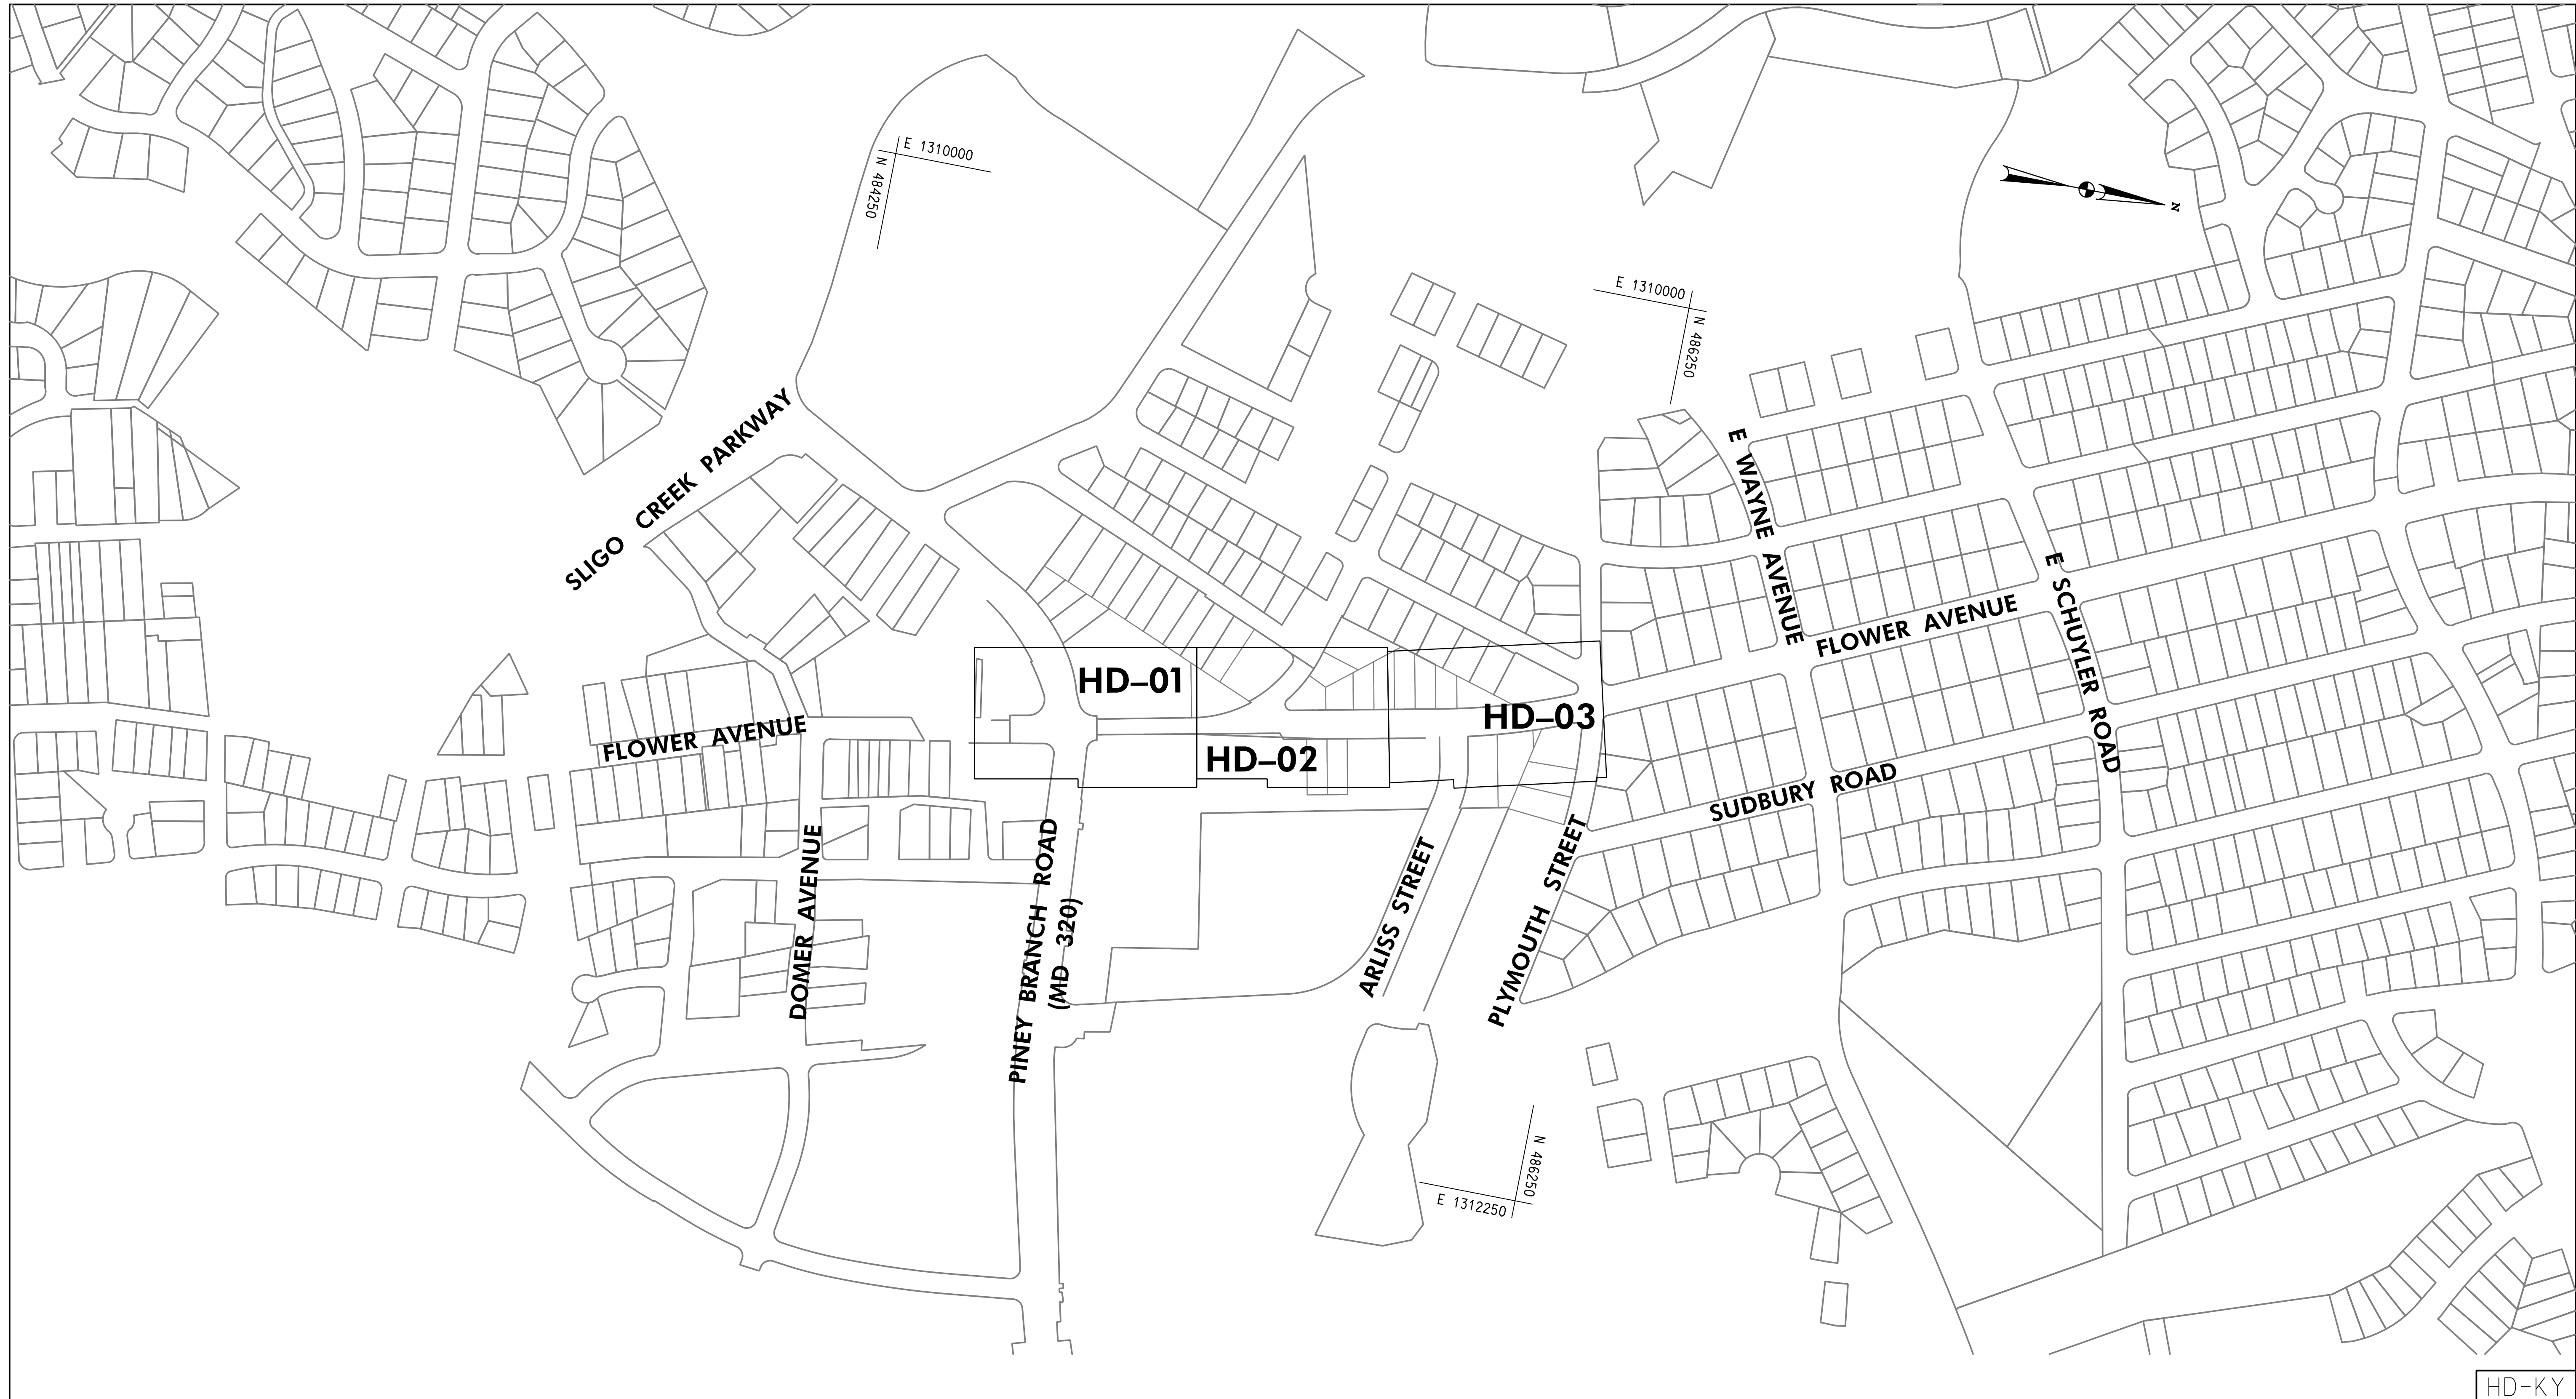 E 1310000
N 484250
N
E 1310000
N 486250
SLIGO CREEK PARKWAY
E WAYNE AVENUE
E SCHUYLER ROAD
FLOWER AVENUE
HD–01
HD–02
HD–03
FLOWER AVENUE
SUDBURY ROAD
DOMER AVENUE
PINEY BRANCH ROAD
(MD 320)
ARLISS STREET
PLYMOUTH STREET
N 486250
E 1312250
HD-KY